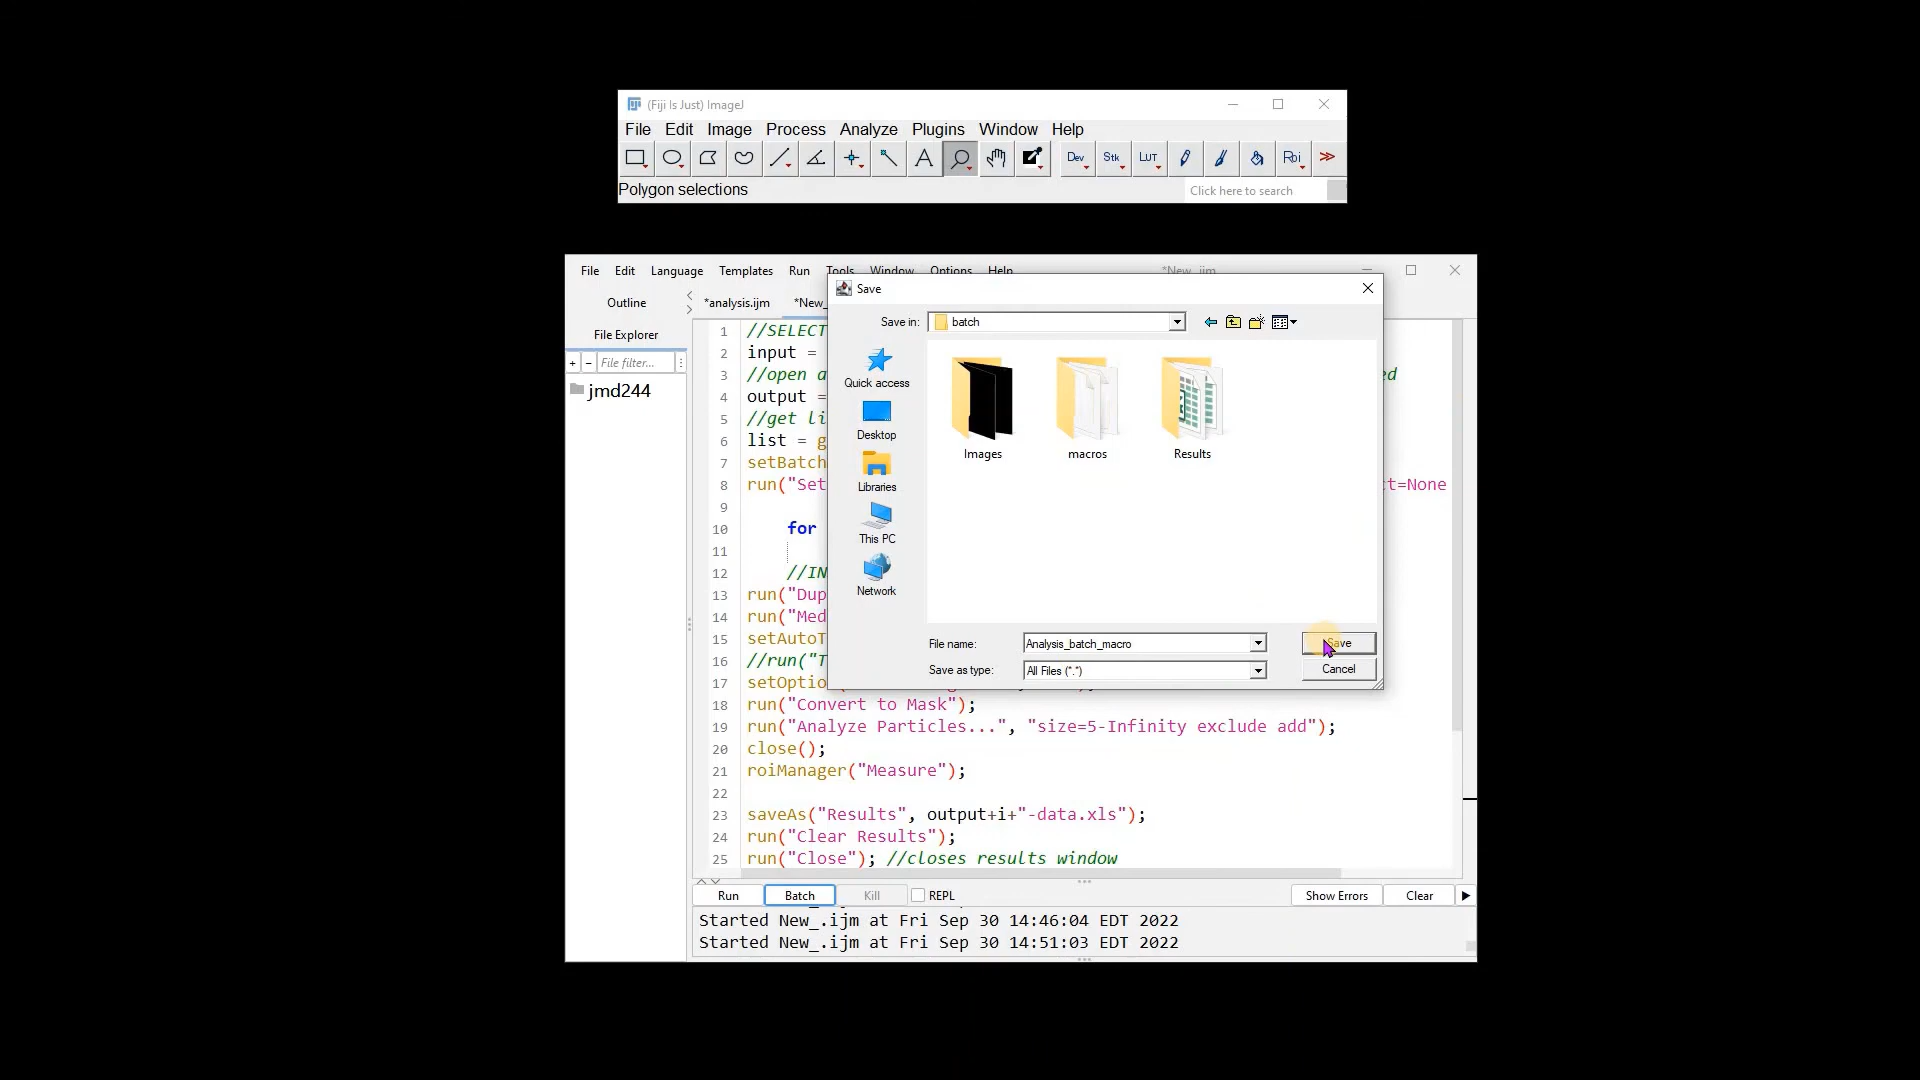 (Fiji Is Just) ImageJ
File Edit Image Process Analyze Plugins Window Help
Dev Stk LUT Roi >>
Polygon selections
Click here to search
File Edit Language Templates Run Tools Window Options Help
*New_.ijm
Outline
*analysis.ijm
*New_
File Explorer
File filter...
jmd244
Save
Save in: batch
Quick access
Desktop
Libraries
This PC
Network
Images
macros
Results
File name: Analysis_batch_macro
Save as type: All Files (*.*)
Save
Cancel
1 //SELECT
2 input =
3 //open a ed
4 output =
5 //get li
6 list = g
7 setBatch
8 run("Set t=None
9
10 for
11
12 //IN
13 run("Dup
14 run("Med
15 setAutoT
16 //run("T
17 setOptio
18 run("Convert to Mask");
19 run("Analyze Particles...", "size=5-Infinity exclude add");
20 close();
21 roiManager("Measure");
22
23 saveAs("Results", output+i+"-data.xls");
24 run("Clear Results");
25 run("Close"); //closes results window
Run Batch Kill REPL Show Errors Clear
Started New_.ijm at Fri Sep 30 14:46:04 EDT 2022
Started New_.ijm at Fri Sep 30 14:51:03 EDT 2022